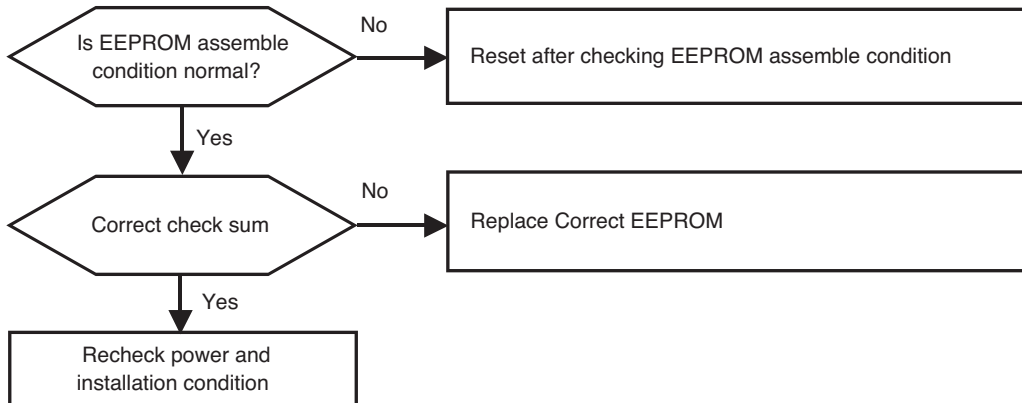 Is EEPROM assemble
condition normal?
No
Reset after checking EEPROM assemble condition
Yes
Correct check sum
No
Replace Correct EEPROM
Yes
Recheck power and
installation condition